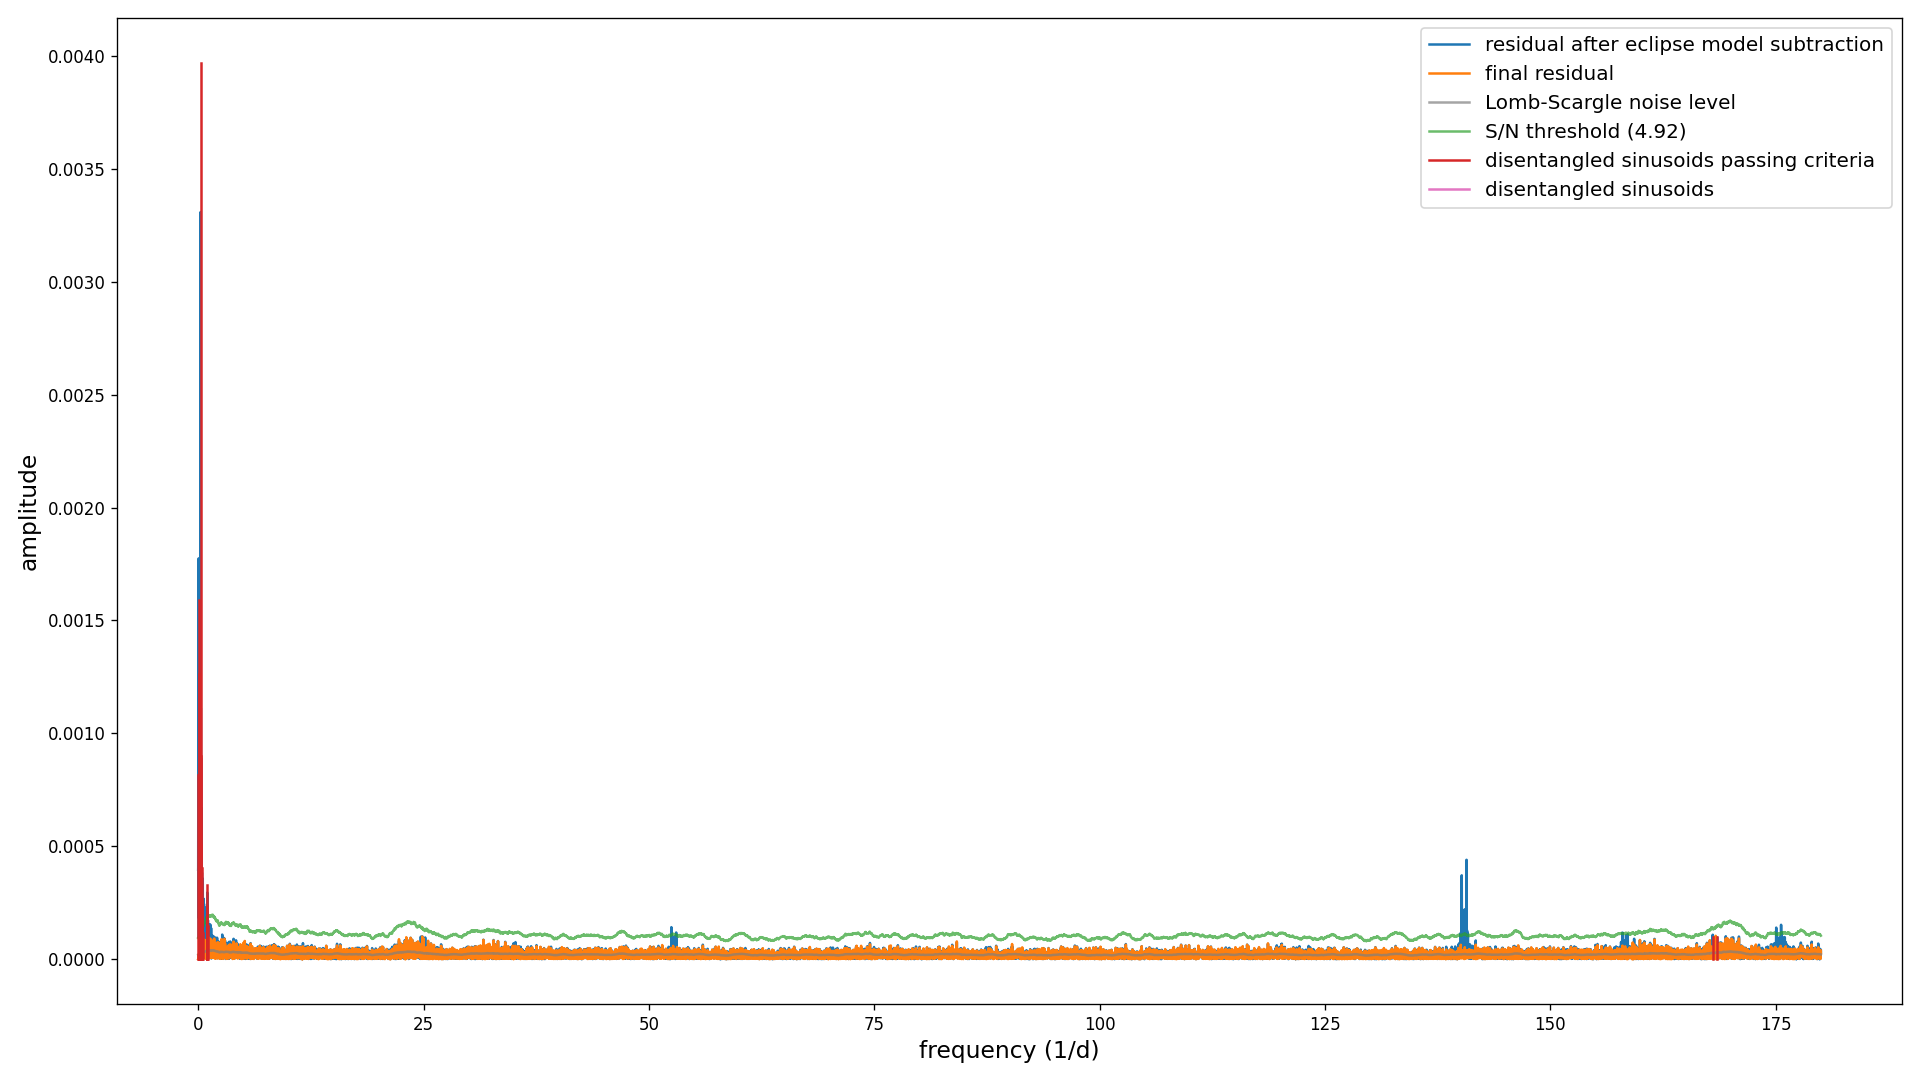 residual after eclipse model subtraction
final residual
Lomb-Scargle noise level
S/N threshold (4.92)
disentangled sinusoids passing criteria
disentangled sinusoids
amplitude
0.0040
0.0035
0.0030
0.0025
0.0020
0.0015
0.0010
0.0005
0.0000
0 25 50 75 100 125 150 175
frequency (1/d)